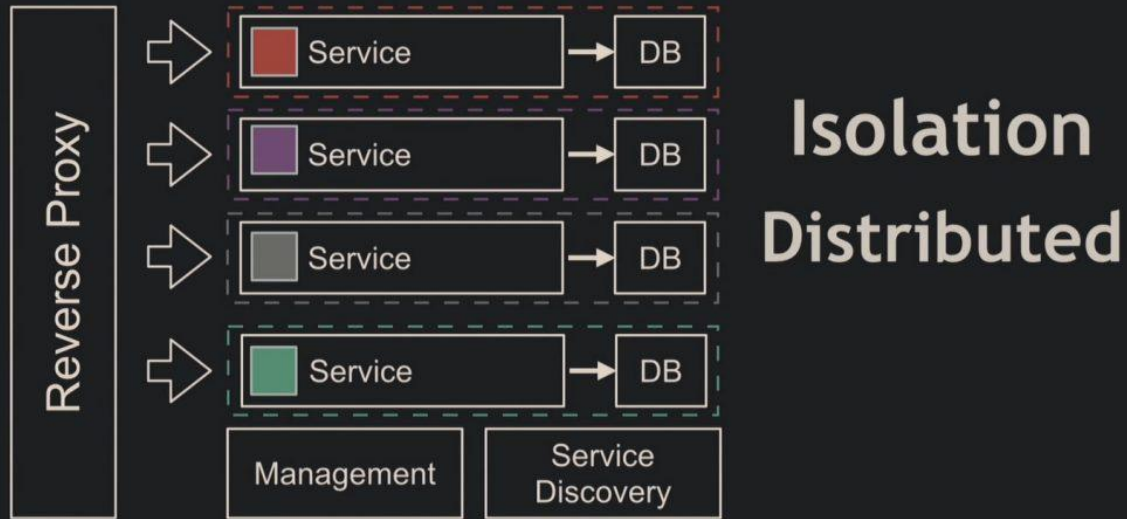 Reverse Proxy
Service
DB
Service
DB
Service
DB
Service
DB
Management
Service
Discovery
Isolation
Distributed